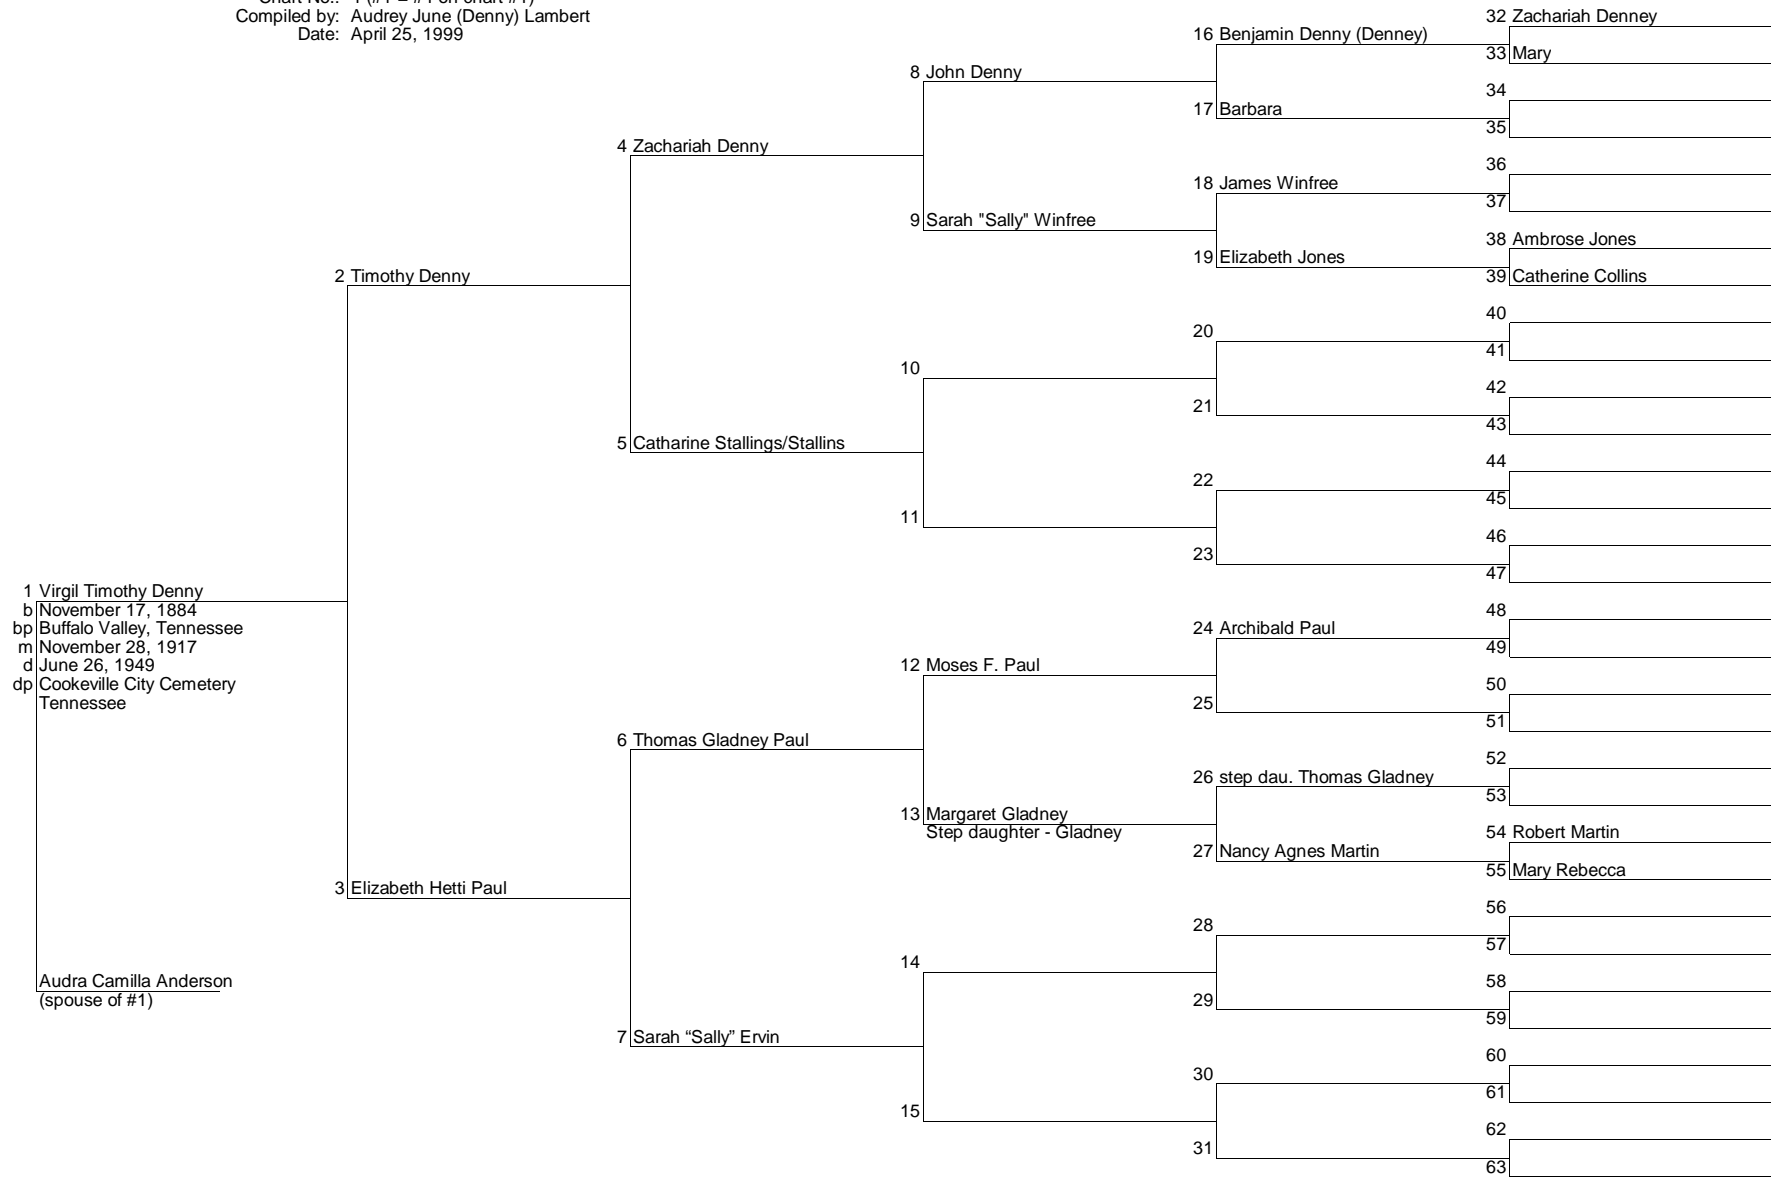 Compiled by: Audrey June (Denny) Lambert
Date: April 25, 1999
1 Virgil Timothy Denny
b November 17, 1884
bp Buffalo Valley, Tennessee
m November 28, 1917
d June 26, 1949
dp Cookeville City Cemetery
Tennessee
Audra Camilla Anderson
(spouse of #1)
2 Timothy Denny
3 Elizabeth Hetti Paul
4 Zachariah Denny
5 Catharine Stallings/Stallins
6 Thomas Gladney Paul
7 Sarah “Sally” Ervin
8 John Denny
9 Sarah "Sally" Winfree
10
11
12 Moses F. Paul
13 Margaret Gladney
Step daughter - Gladney
14
15
16 Benjamin Denny (Denney)
17 Barbara
18 James Winfree
19 Elizabeth Jones
20
21
22
23
24 Archibald Paul
25
26 step dau. Thomas Gladney
27 Nancy Agnes Martin
28
29
30
31
32 Zachariah Denney
33 Mary
34
35
36
37
38 Ambrose Jones
39 Catherine Collins
40
41
42
43
44
45
46
47
48
49
50
51
52
53
54 Robert Martin
55 Mary Rebecca
56
57
58
59
60
61
62
63